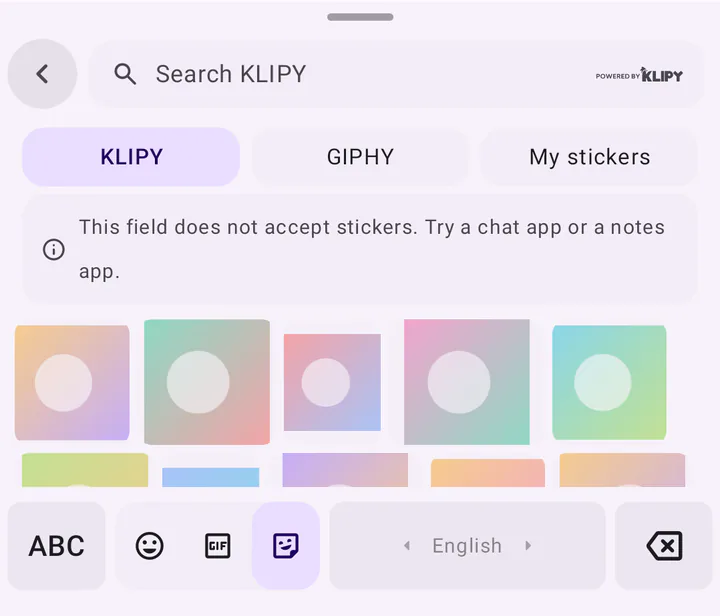 Search KLIPY
POWERED BY KLIPY
KLIPY
GIPHY
My stickers
This field does not accept stickers. Try a chat app or a notes
app.
ABC
GIF
English